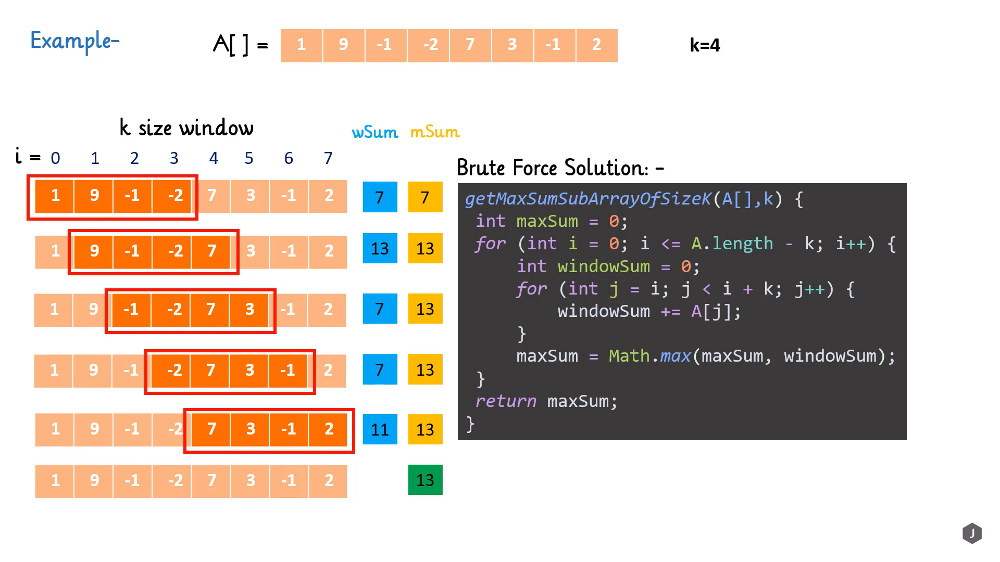 Example-
A[ ] = 1 9 -1 -2 7 3 -1 2
k=4
k size window
wSum mSum
i = 0 1 2 3 4 5 6 7
1 9 -1 -2 7 3 -1 2 7 7
1 9 -1 -2 7 3 -1 2 13 13
1 9 -1 -2 7 3 -1 2 7 13
1 9 -1 -2 7 3 -1 2 7 13
1 9 -1 -2 7 3 -1 2 11 13
1 9 -1 -2 7 3 -1 2 13
Brute Force Solution: -
getMaxSumSubArrayOfSizeK(A[],k) {
int maxSum = 0;
for (int i = 0; i <= A.length - k; i++) {
int windowSum = 0;
for (int j = i; j < i + k; j++) {
windowSum += A[j];
}
maxSum = Math.max(maxSum, windowSum);
}
return maxSum;
}
J